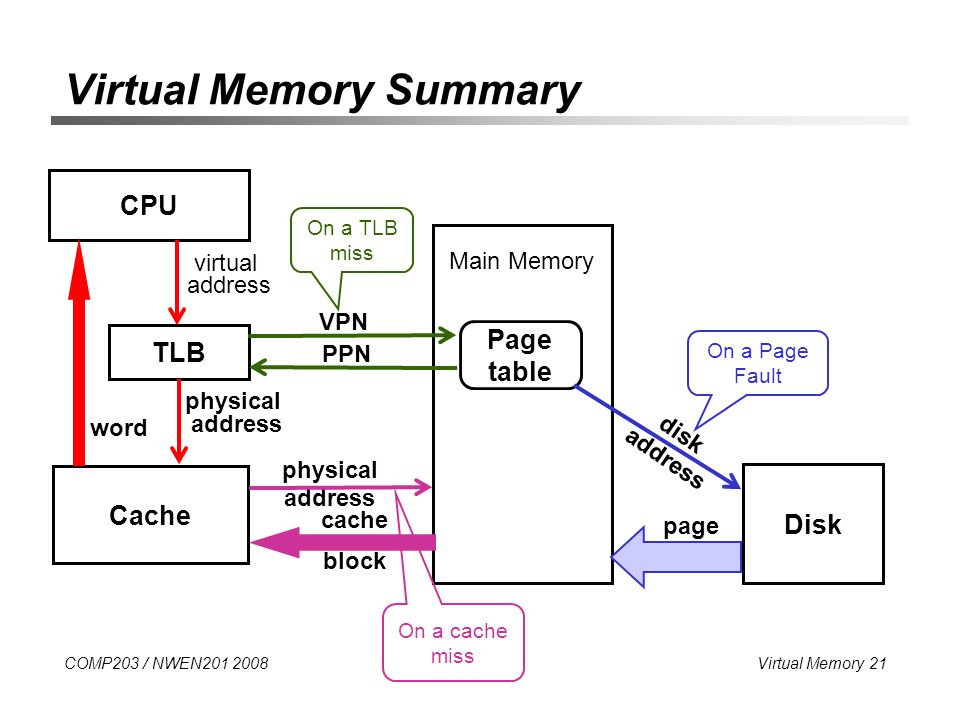 Virtual Memory Summary
CPU
On a TLB
miss
virtual
address
Main Memory
VPN
TLB
PPN
Page
table
On a Page
Fault
physical
address
word
disk
address
physical
address
Cache
cache
block
page
Disk
On a cache
miss
COMP203 / NWEN201 2008
Virtual Memory 21